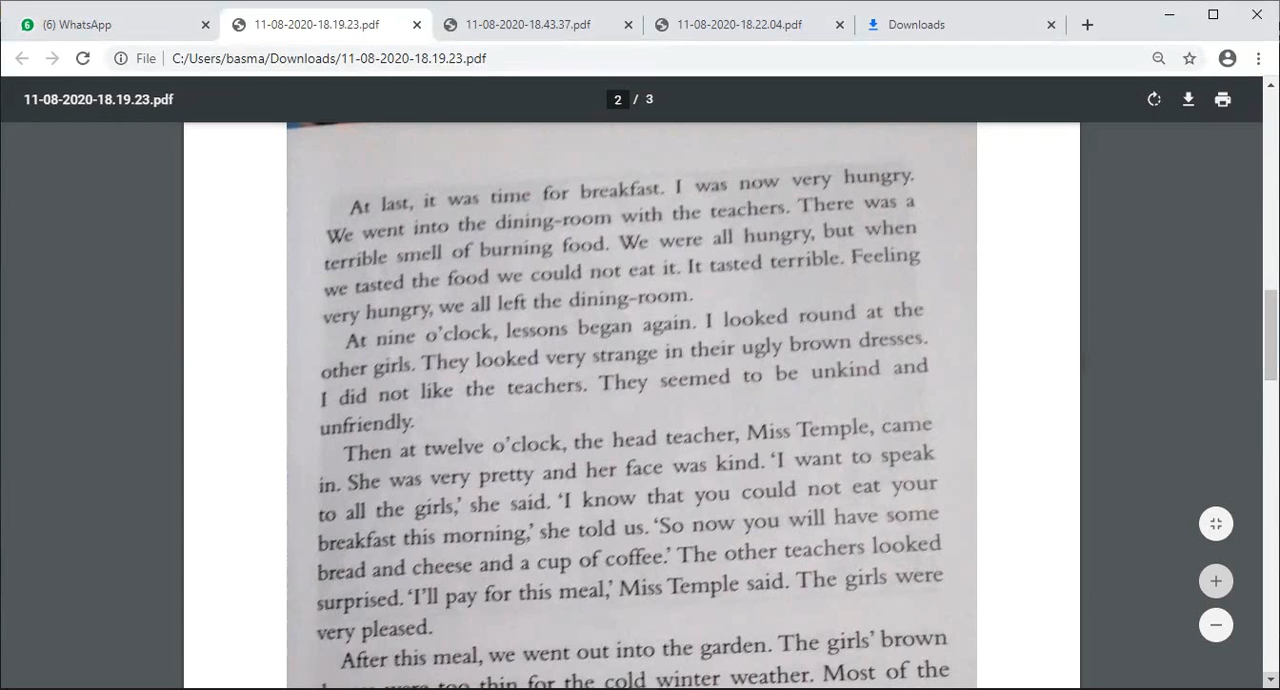 6
(6) WhatsApp
11-08-2020-18.19.23.pdf
11-08-2020-18.43.37.pdf
11-08-2020-18.22.04.pdf
Downloads
File
C:/Users/basma/Downloads/11-08-2020-18.19.23.pdf
11-08-2020-18.19.23.pdf
2 / 3
At last, it was time for breakfast. I was now very hungry.
We went into the dining-room with the teachers. There was a
terrible smell of burning food. We were all hungry, but when
we tasted the food we could not eat it. It tasted terrible. Feeling
very hungry, we all left the dining-room.
At nine o'clock, lessons began again. I looked round at the
other girls. They looked very strange in their ugly brown dresses.
I did not like the teachers. They seemed to be unkind and
unfriendly.
Then at twelve o'clock, the head teacher, Miss Temple, came
in. She was very pretty and her face was kind. 'I want to speak
to all the girls,' she said. 'I know that you could not eat your
breakfast this morning,' she told us. 'So now you will have some
bread and cheese and a cup of coffee.' The other teachers looked
surprised. 'I'll pay for this meal,' Miss Temple said. The girls were
very pleased.
After this meal, we went out into the garden. The girls' brown
were too thin for the cold winter weather. Most of the